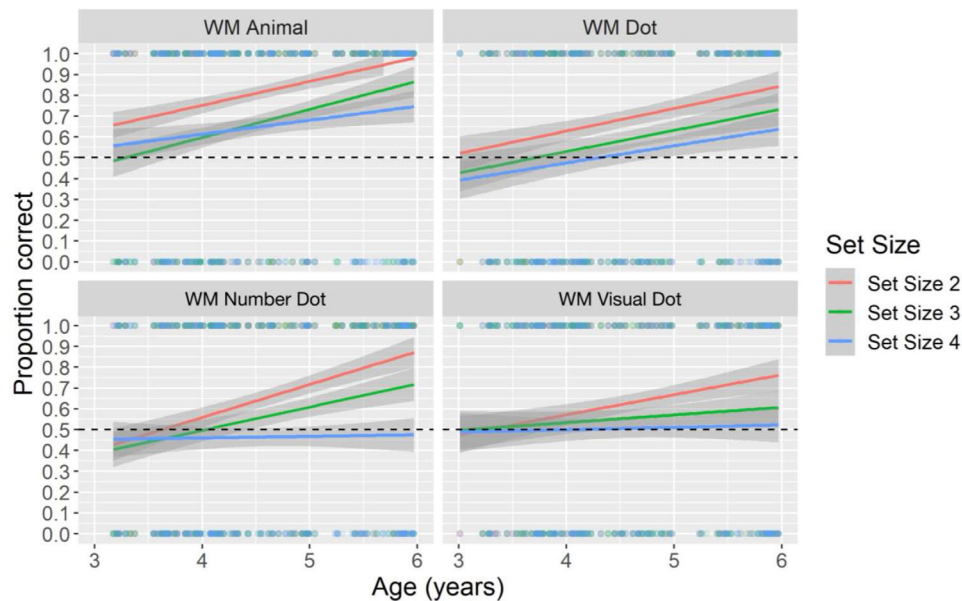 WM Animal
WM Dot
1.0
0.9
0.8
0.7
0.6
0.5
0.4
0.3
0.2
0.1
0.0
WM Number Dot
WM Visual Dot
1.0
0.9
0.8
0.7
0.6
0.5
0.4
0.3
0.2
0.1
0.0
3 4 5 6
3 4 5 6
Proportion correct
Age (years)
Set Size
Set Size 2
Set Size 3
Set Size 4